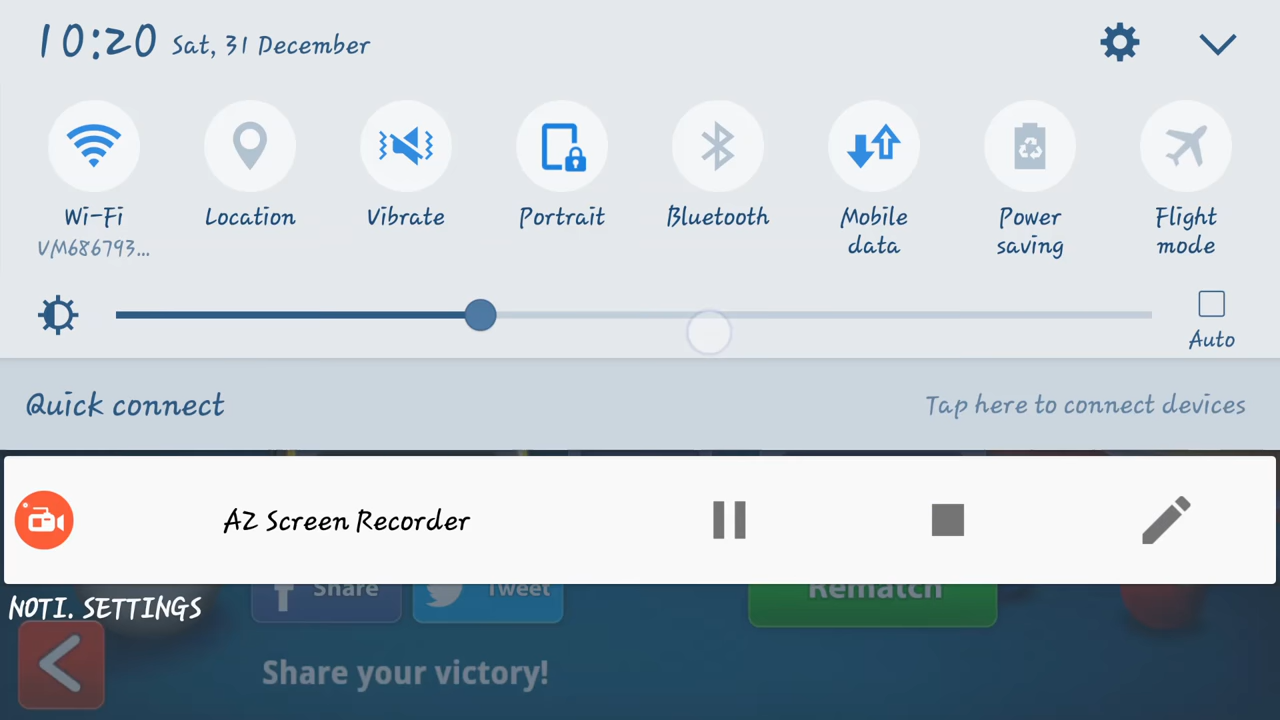 10:20 Sat, 31 December
Wi-Fi
VM686793...
Location
Vibrate
Portrait
Bluetooth
Mobile
data
Power
saving
Flight
mode
Auto
Quick connect
Tap here to connect devices
AZ Screen Recorder
NOTI. SETTINGS
Share
Tweet
Rematch
Share your victory!